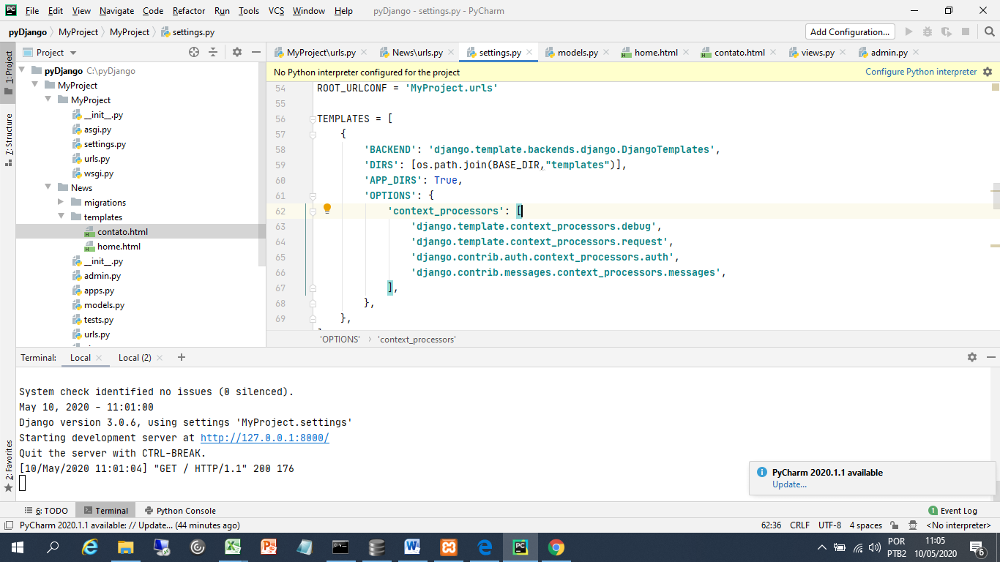 File Edit View Navigate Code Refactor Run Tools VCS Window Help pyDjango - settings.py - PyCharm
pyDjango MyProject MyProject settings.py Add Configuration...
1: Project
Z: Structure
2: Favorites
Project
pyDjango C:\pyDjango
MyProject
MyProject
__init__.py
asgi.py
settings.py
urls.py
wsgi.py
News
migrations
templates
contato.html
home.html
__init__.py
admin.py
apps.py
models.py
tests.py
urls.py
MyProject\urls.py News\urls.py settings.py models.py home.html contato.html views.py admin.py
No Python interpreter configured for the project Configure Python interpreter
54 ROOT_URLCONF = 'MyProject.urls'
55
56 TEMPLATES = [
57 {
58 'BACKEND': 'django.template.backends.django.DjangoTemplates',
59 'DIRS': [os.path.join(BASE_DIR,"templates")],
60 'APP_DIRS': True,
61 'OPTIONS': {
62 'context_processors': [
63 'django.template.context_processors.debug',
64 'django.template.context_processors.request',
65 'django.contrib.auth.context_processors.auth',
66 'django.contrib.messages.context_processors.messages',
67 ],
68 },
69 },
'OPTIONS' › 'context_processors'
Terminal: Local Local (2) +
System check identified no issues (0 silenced).
May 10, 2020 - 11:01:00
Django version 3.0.6, using settings 'MyProject.settings'
Starting development server at http://127.0.0.1:8000/
Quit the server with CTRL-BREAK.
[10/May/2020 11:01:04] "GET / HTTP/1.1" 200 176
PyCharm 2020.1.1 available
Update...
6: TODO Terminal Python Console 1 Event Log
PyCharm 2020.1.1 available: // Update... (44 minutes ago) 62:36 CRLF UTF-8 4 spaces <No interpreter>
POR 11:05
PTB2 10/05/2020 6